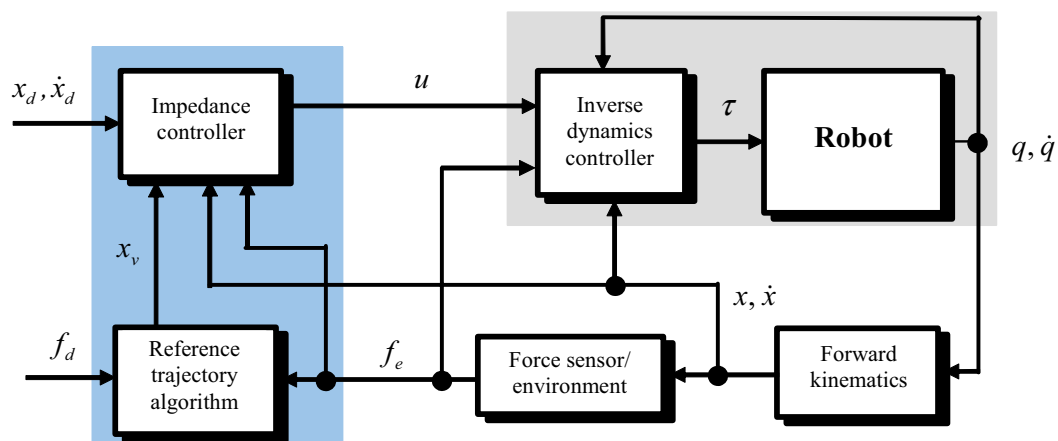 x_d, ẋ_d
Impedance
controller
u
Inverse
dynamics
controller
τ
Robot
q, q̇
x_v
x, ẋ
f_d
Reference
trajectory
algorithm
f_e
Force sensor/
environment
Forward
kinematics